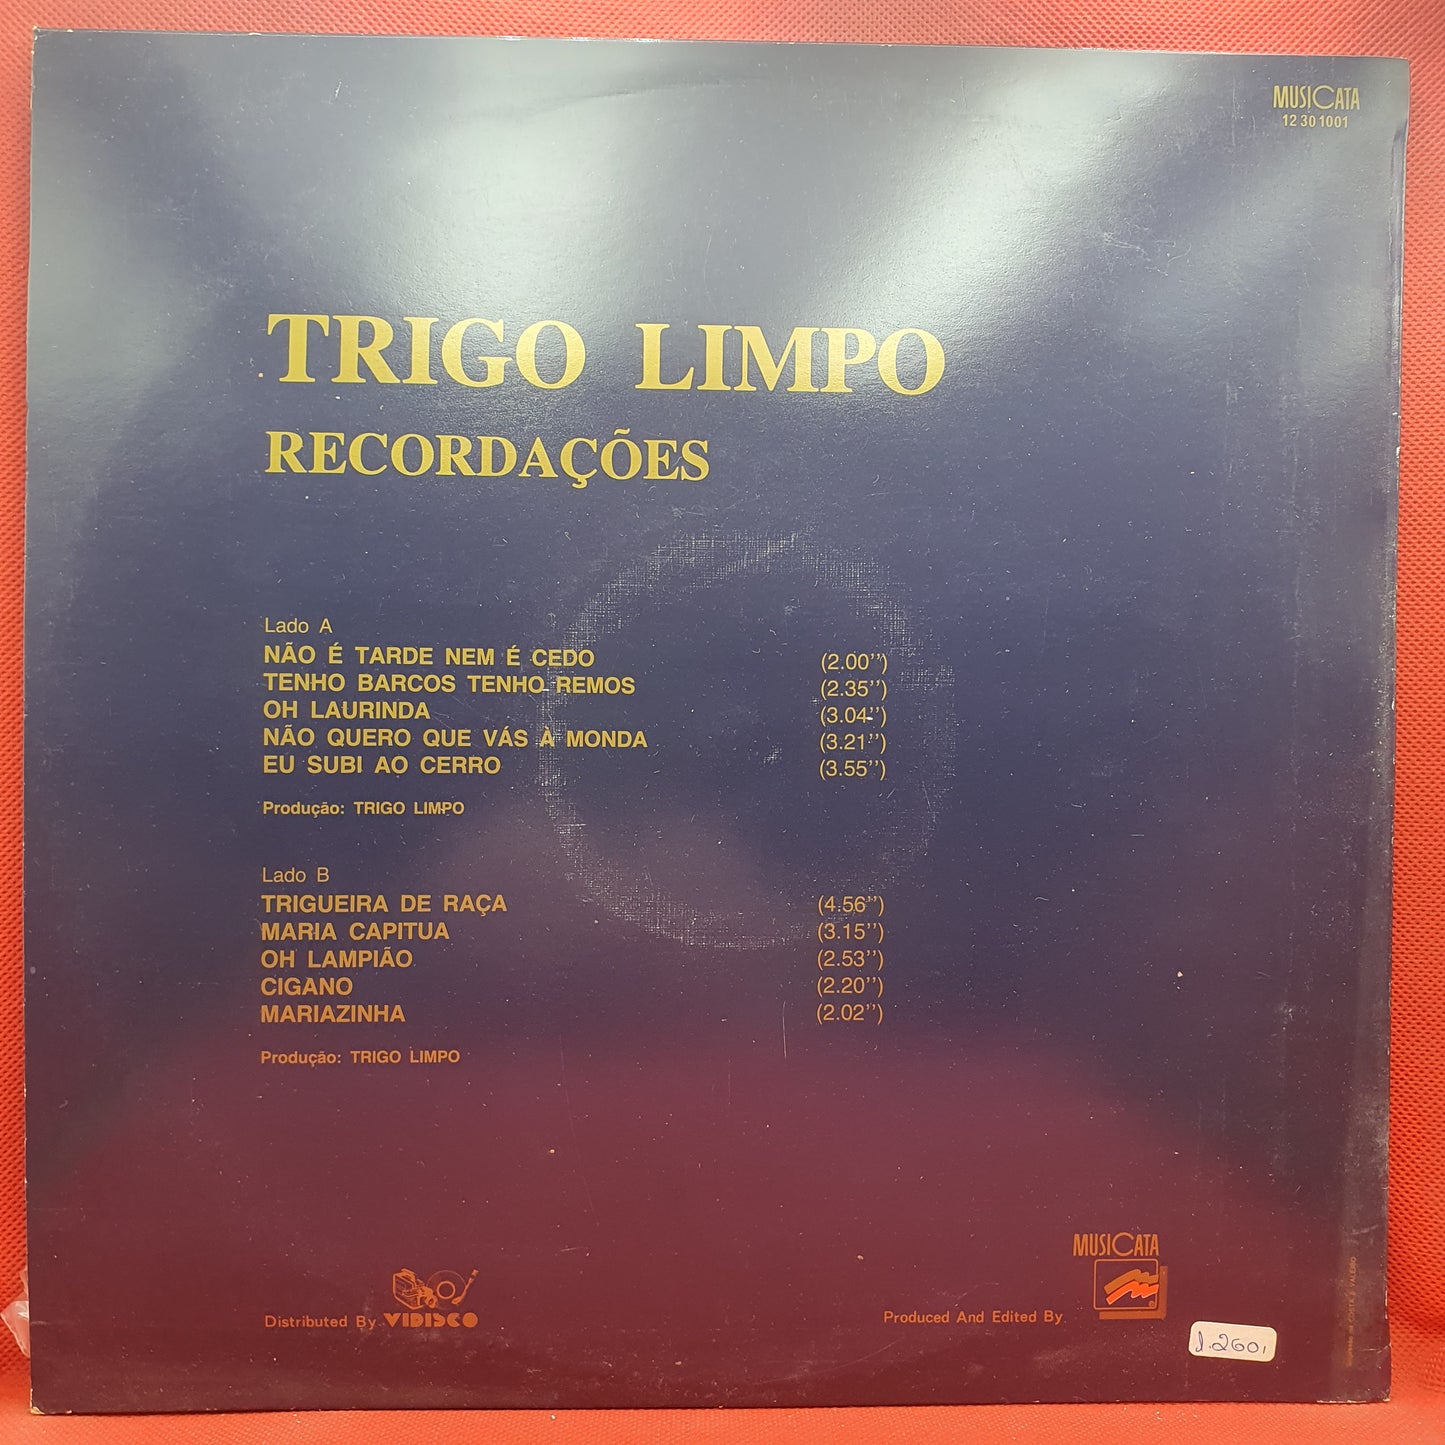 MUSICATA
12 30 1001
TRIGO LIMPO
RECORDAÇÕES
Lado A
NÃO É TARDE NEM É CEDO (2.00'')
TENHO BARCOS TENHO REMOS (2.35'')
OH LAURINDA (3.04'')
NÃO QUERO QUE VÁS À MONDA (3.21'')
EU SUBI AO CERRO (3.55'')
Produção: TRIGO LIMPO
Lado B
TRIGUEIRA DE RAÇA (4.56'')
MARIA CAPITUA (3.15'')
OH LAMPIÃO (2.53'')
CIGANO (2.20'')
MARIAZINHA (2.02'')
Produção: TRIGO LIMPO
Distributed By VIDISCO
Produced And Edited By
MUSICATA
COSTA & VALERIO